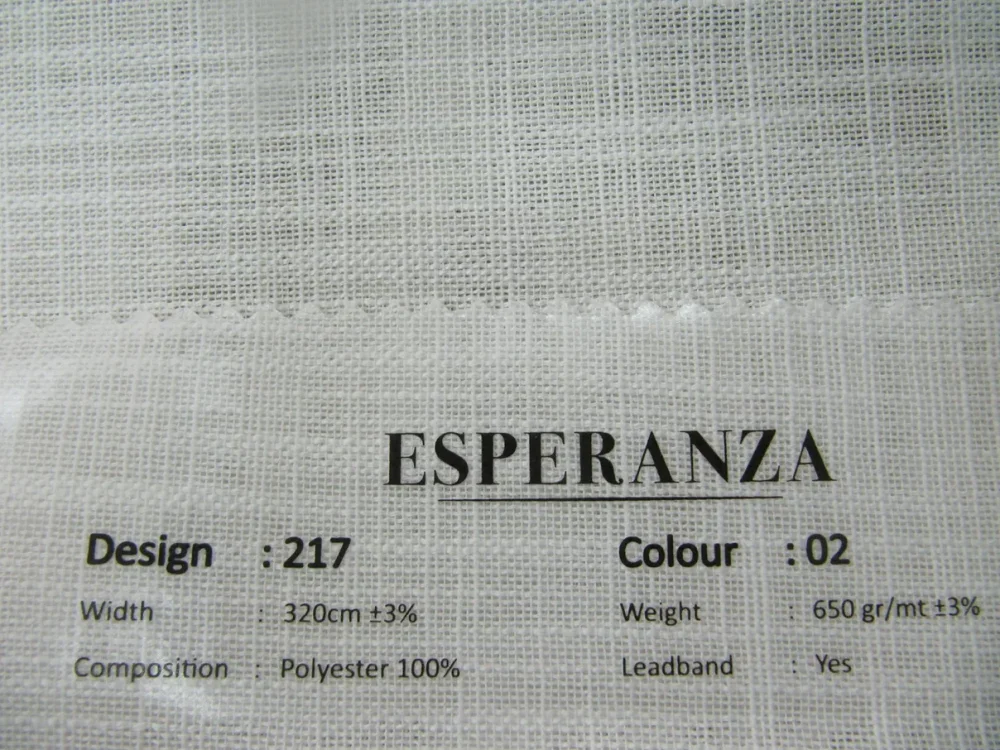 ESPERANZA
Design : 217 Colour : 02
Width : 320cm ±3% Weight : 650 gr/mt ±3%
Composition : Polyester 100% Leadband : Yes